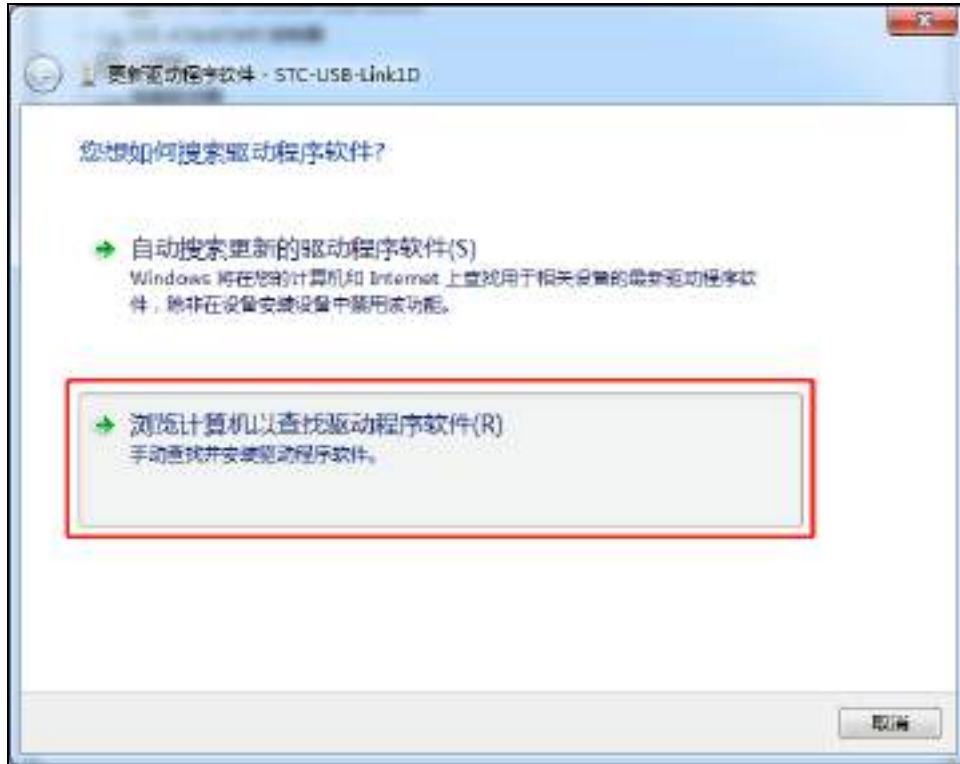 更新驱动程序软件 - STC-USB-Link1D
您想如何搜索驱动程序软件?
自动搜索更新的驱动程序软件(S)
Windows 将在您的计算机和 Internet 上查找用于相关设备的最新驱动程序软
件，除非在设备安装设置中禁用该功能。
浏览计算机以查找驱动程序软件(R)
手动查找并安装驱动程序软件。
取消